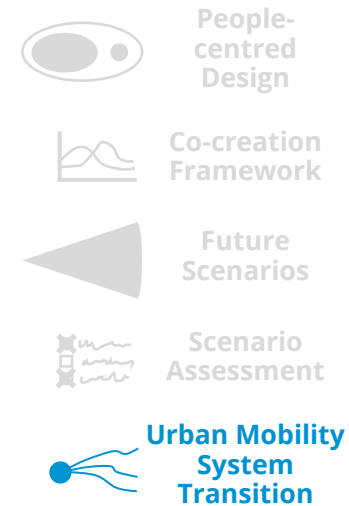 People-
centred
Design
Co-creation
Framework
Future
Scenarios
Scenario
Assessment
Urban Mobility
System
Transition